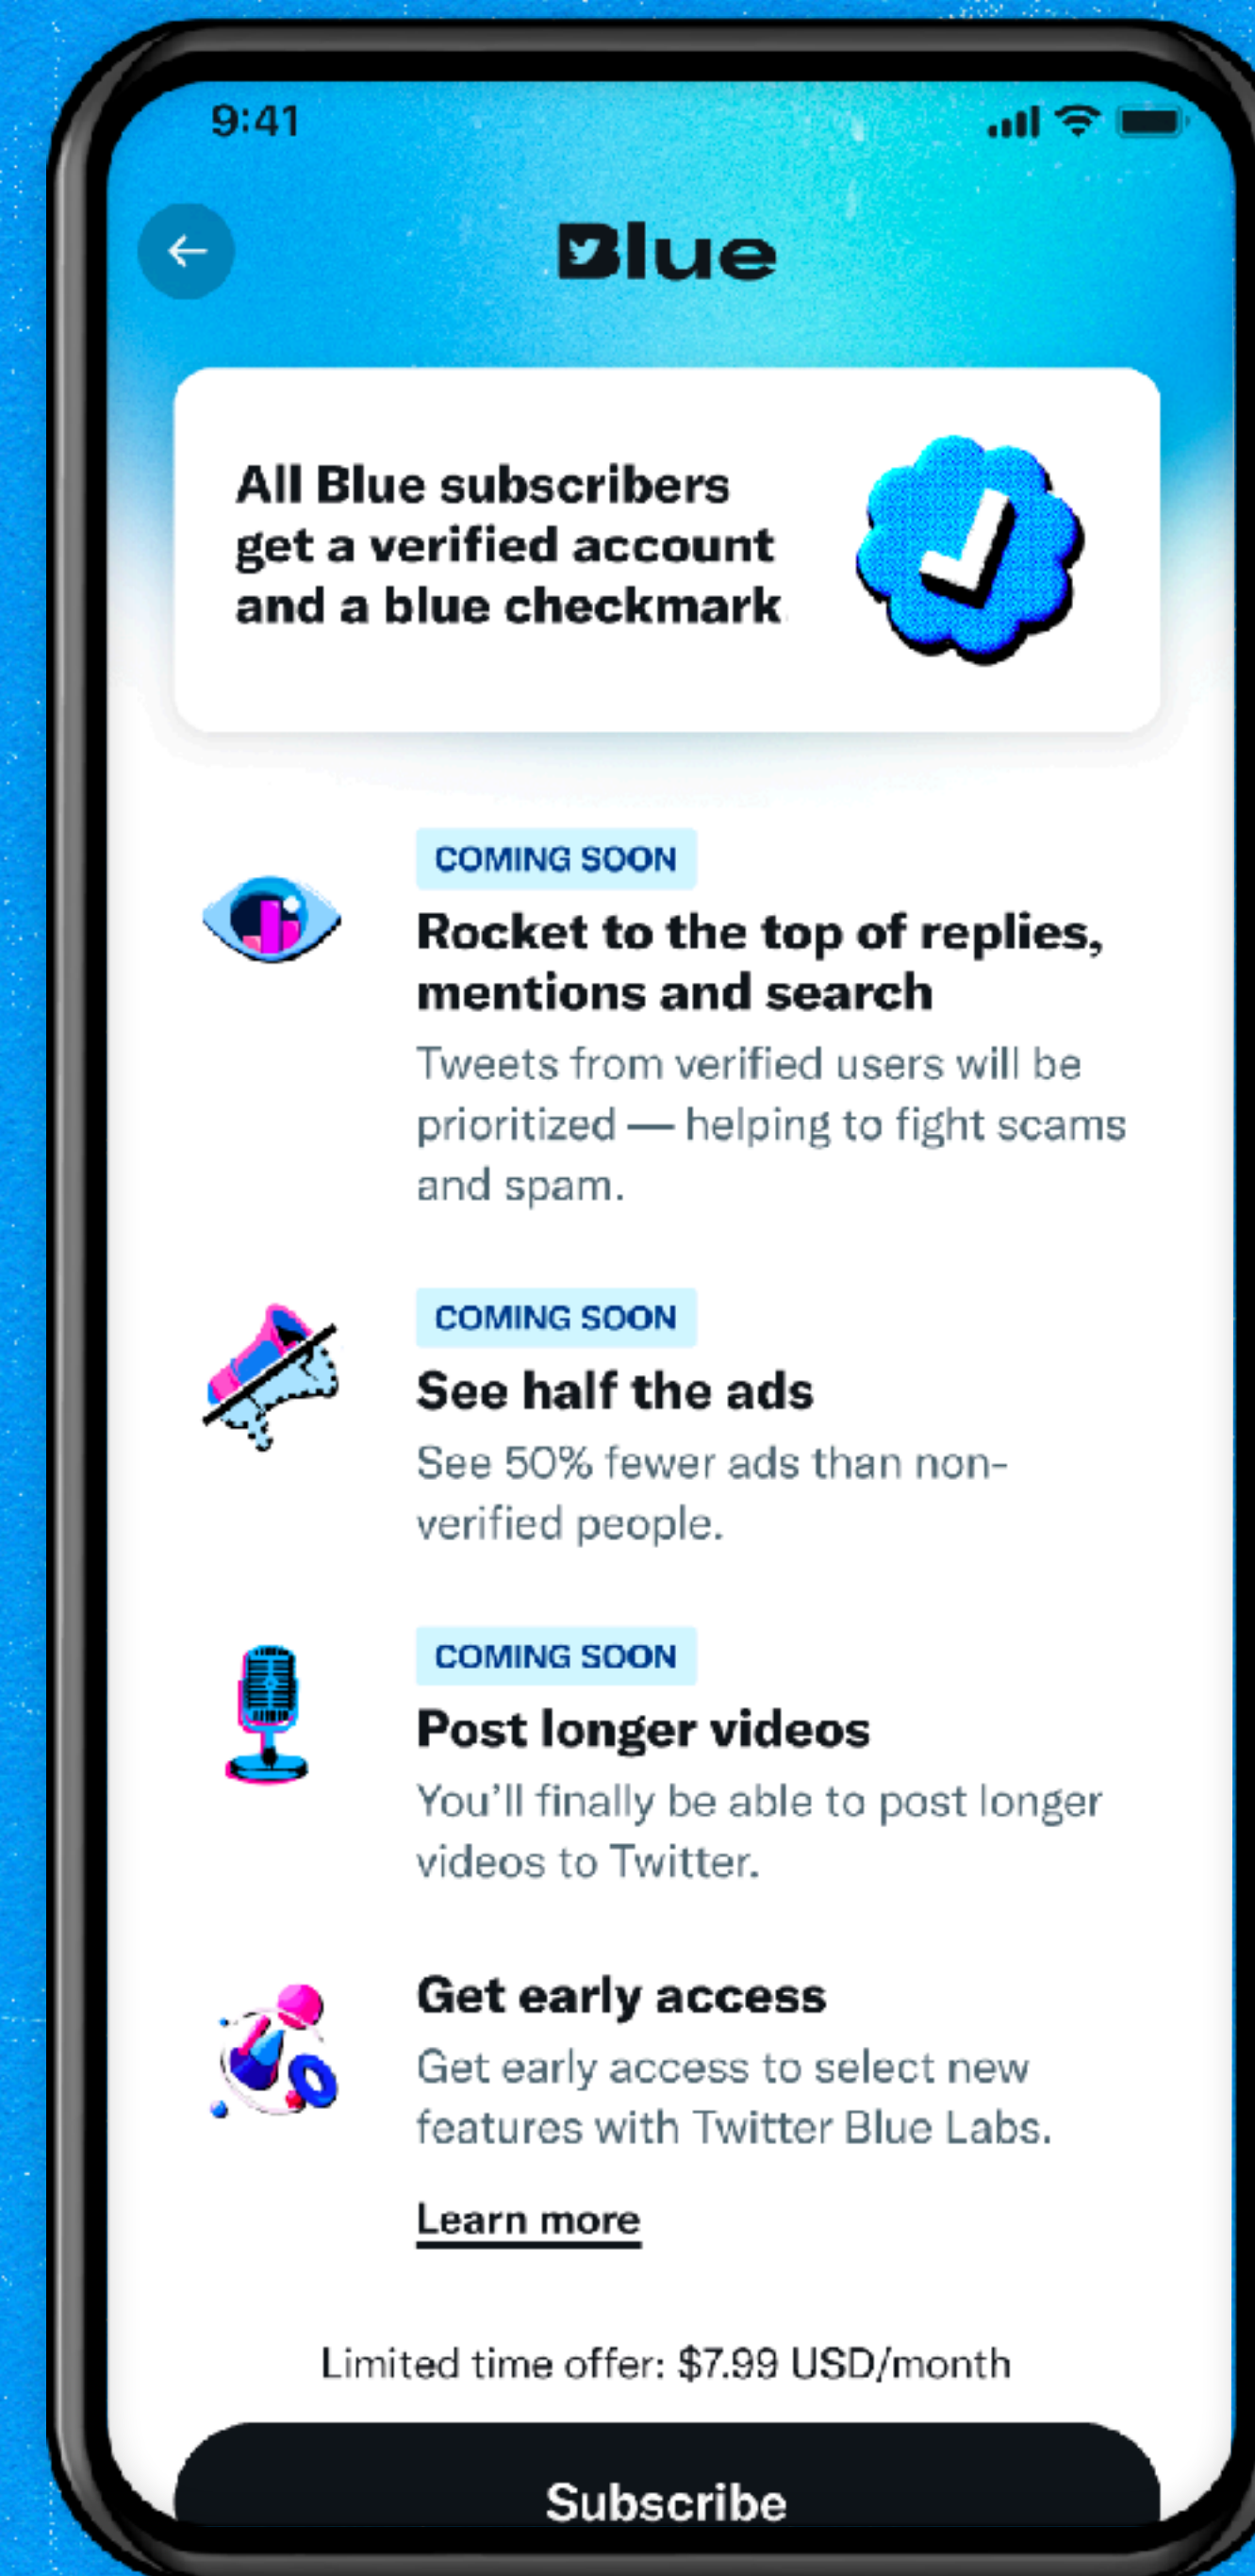 9:41
Blue
All Blue subscribers
get a verified account
and a blue checkmark
COMING SOON
Rocket to the top of replies,
mentions and search
Tweets from verified users will be
prioritized — helping to fight scams
and spam.
COMING SOON
See half the ads
See 50% fewer ads than non-
verified people.
COMING SOON
Post longer videos
You’ll finally be able to post longer
videos to Twitter.
Get early access
Get early access to select new
features with Twitter Blue Labs.
Learn more
Limited time offer: $7.99 USD/month
Subscribe